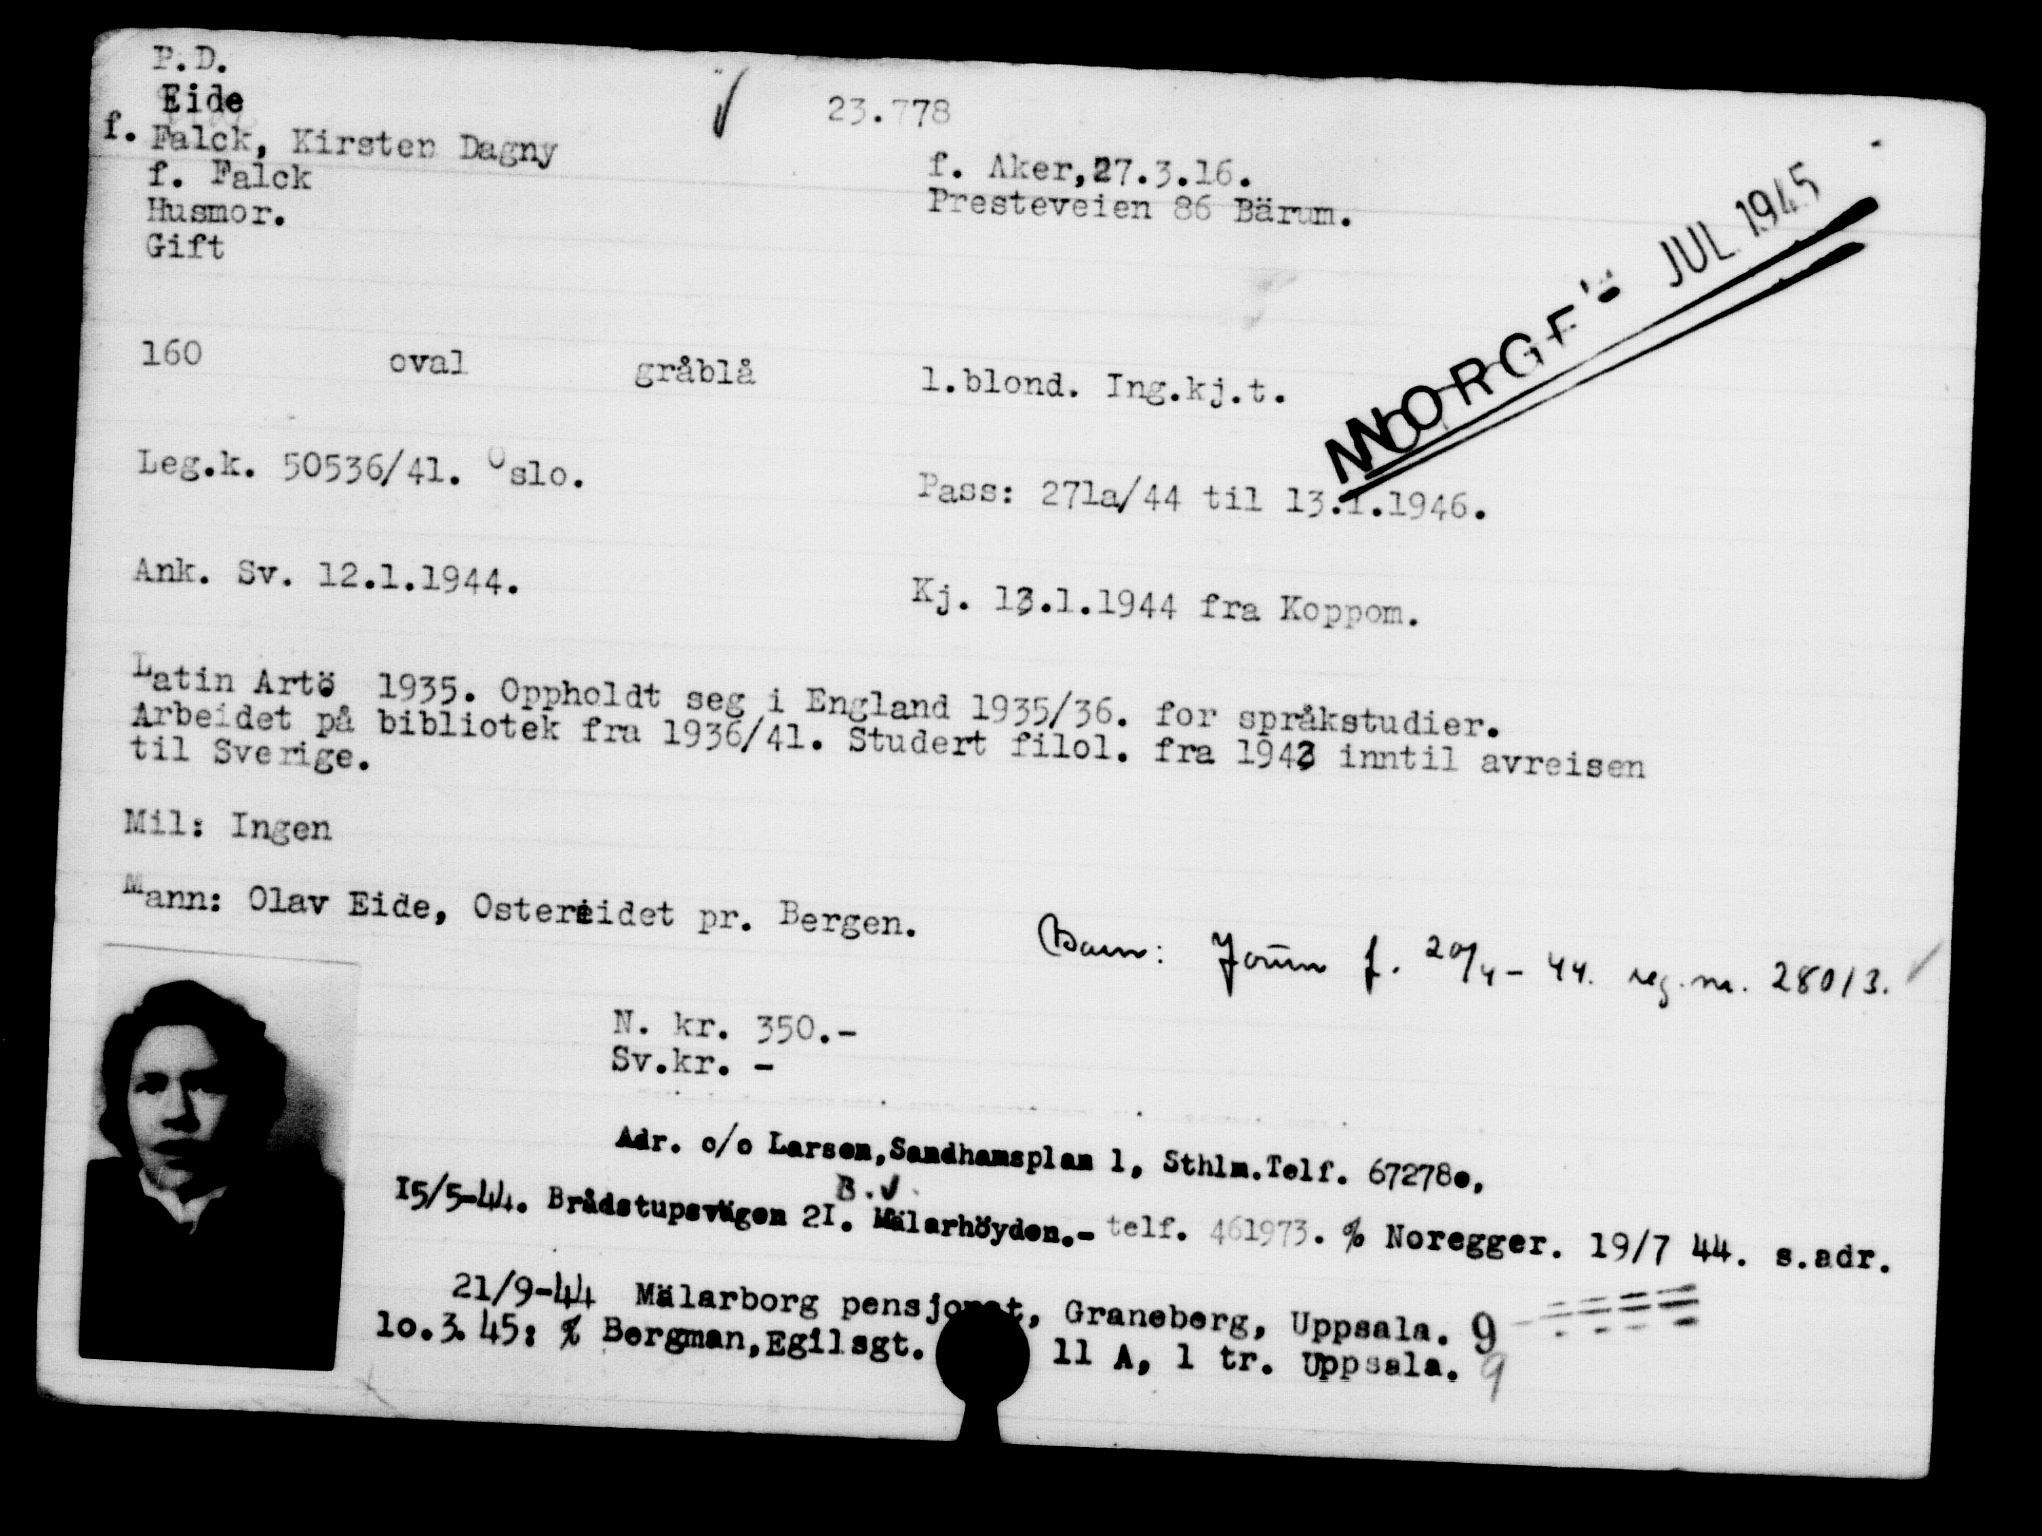 P.D.
Eide
f. Falck, Kirsten Dagny
23.778
f. Falck
f. Aker,27.3.16.
Husmor.
Presteveien 86 Bärum.
Gift
NORGE JUL 1945
160 oval gråblå l.blond. Ing.kj.t.
Leg.k. 50536/41. Oslo.
Pass: 271a/44 til 13.1.1946.
Ank. Sv. 12.1.1944.
Kj. 13.1.1944 fra Koppom.
Latin Artö 1935. Oppholdt seg i England 1935/36. for språkstudier.
Arbeidet på bibliotek fra 1936/41. Studert filol. fra 1943 inntil avreisen
til Sverige.
Mil: Ingen
Mann: Olav Eide, Ostereidet pr. Bergen.
Barn: f. 20/4-44. reg.nr. 28013.
N. kr. 350.-
Sv.kr. -
Adr. c/o Larsen,Sandhamsplan 1, Sthlm.Telf. 672780.
B.V.
15/5-44. Brådstupsvägen 21. Mälarhöyden.- telf. 461973. % Noregger. 19/7 44. s.adr.
21/9-44 Mälarborg pensjonat, Graneberg, Uppsala. 9
10.3.45: % Bergman,Egilsgt. 11 A, 1 tr. Uppsala. 9